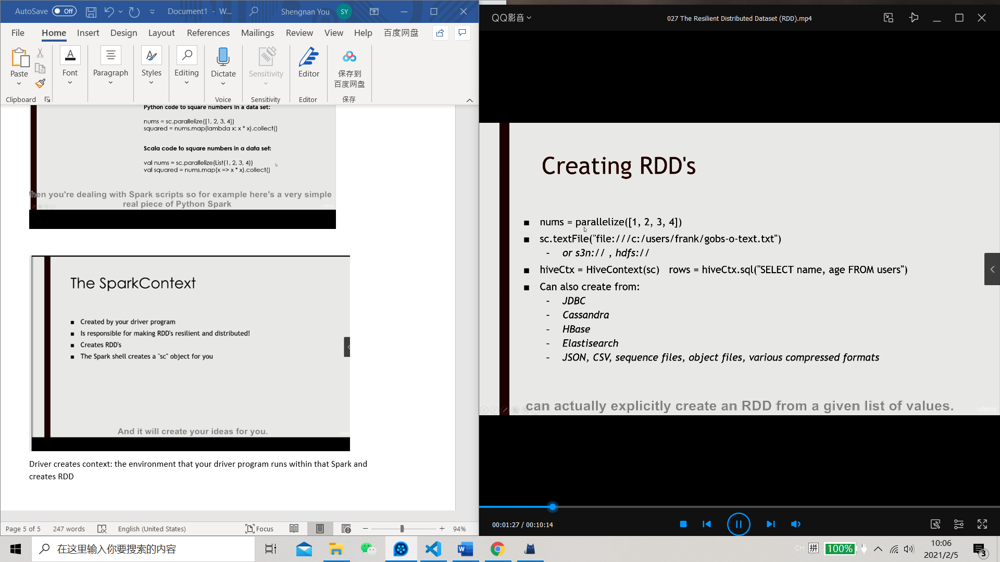 AutoSave Off Document1 - W... Shengnan You SY
File Home Insert Design Layout References Mailings Review View Help 百度网盘
Paste Font Paragraph Styles Editing Dictate Sensitivity Editor 保存到
百度网盘
Clipboard Voice Sensitivity Editor 保存
Python code to square numbers in a data set:
nums = sc.parallelize([1, 2, 3, 4])
squared = nums.map(lambda x: x * x).collect()
Scala code to square numbers in a data set:
val nums = sc.parallelize(List(1, 2, 3, 4))
val squared = nums.map(x => x * x).collect()
hen you're dealing with Spark scripts so for example here's a very simple
real piece of Python Spark
The SparkContext
■ Created by your driver program
■ Is responsible for making RDD's resilient and distributed!
■ Creates RDD's
■ The Spark shell creates a "sc" object for you
And it will create your ideas for you.
Driver creates context: the environment that your driver program runs within that Spark and
creates RDD
Page 5 of 5 247 words English (United States) Focus 94%
QQ影音 027 The Resilient Distributed Dataset (RDD).mp4
Creating RDD's
■ nums = parallelize([1, 2, 3, 4])
■ sc.textFile("file:///c:/users/frank/gobs-o-text.txt")
- or s3n:// , hdfs://
■ hiveCtx = HiveContext(sc) rows = hiveCtx.sql("SELECT name, age FROM users")
■ Can also create from:
- JDBC
- Cassandra
- HBase
- Elastisearch
- JSON, CSV, sequence files, object files, various compressed formats
can actually explicitly create an RDD from a given list of values.
udemy
00:01:27 / 00:10:14
在这里输入你要搜索的内容
CH 拼 100% 10:06
2021/2/5 3